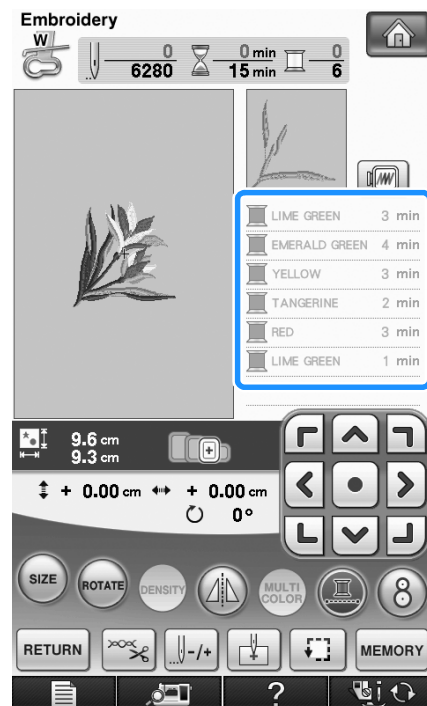 Embroidery
W
0 0 min 0
6280 15 min 6
LIME GREEN 3 min
EMERALD GREEN 4 min
YELLOW 3 min
TANGERINE 2 min
RED 3 min
LIME GREEN 1 min
9.6 cm
9.3 cm
+ 0.00 cm + 0.00 cm
0°
SIZE ROTATE DENSITY MULTI COLOR 8
RETURN -/+ MEMORY
?